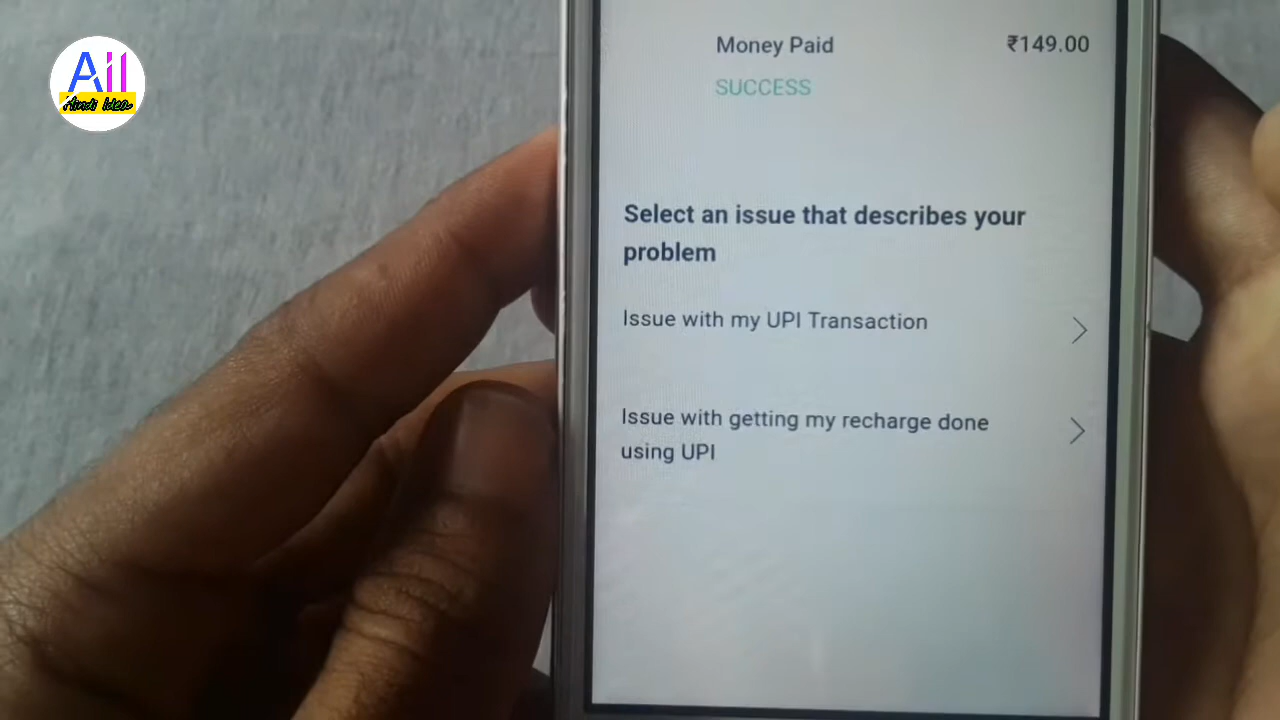 All
Hindi Idea
Money Paid ₹149.00
SUCCESS
Select an issue that describes your
problem
Issue with my UPI Transaction
Issue with getting my recharge done
using UPI